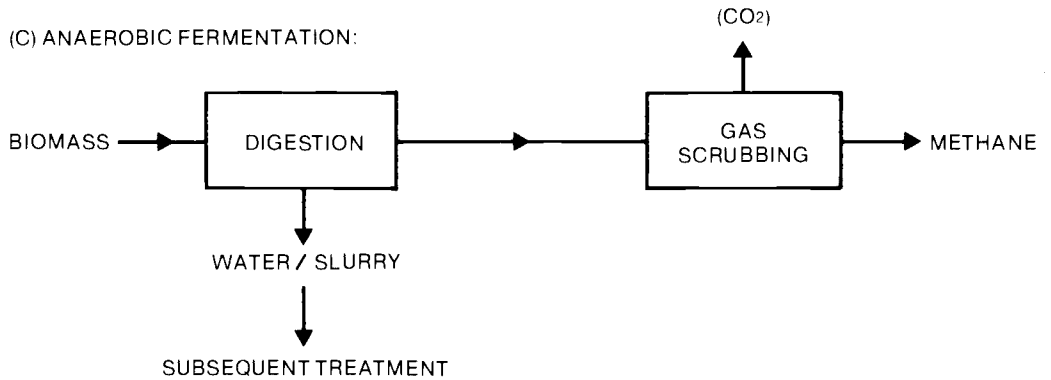 (CO2)
(C) ANAEROBIC FERMENTATION:
BIOMASS
DIGESTION
GAS
SCRUBBING
METHANE
WATER / SLURRY
SUBSEQUENT TREATMENT